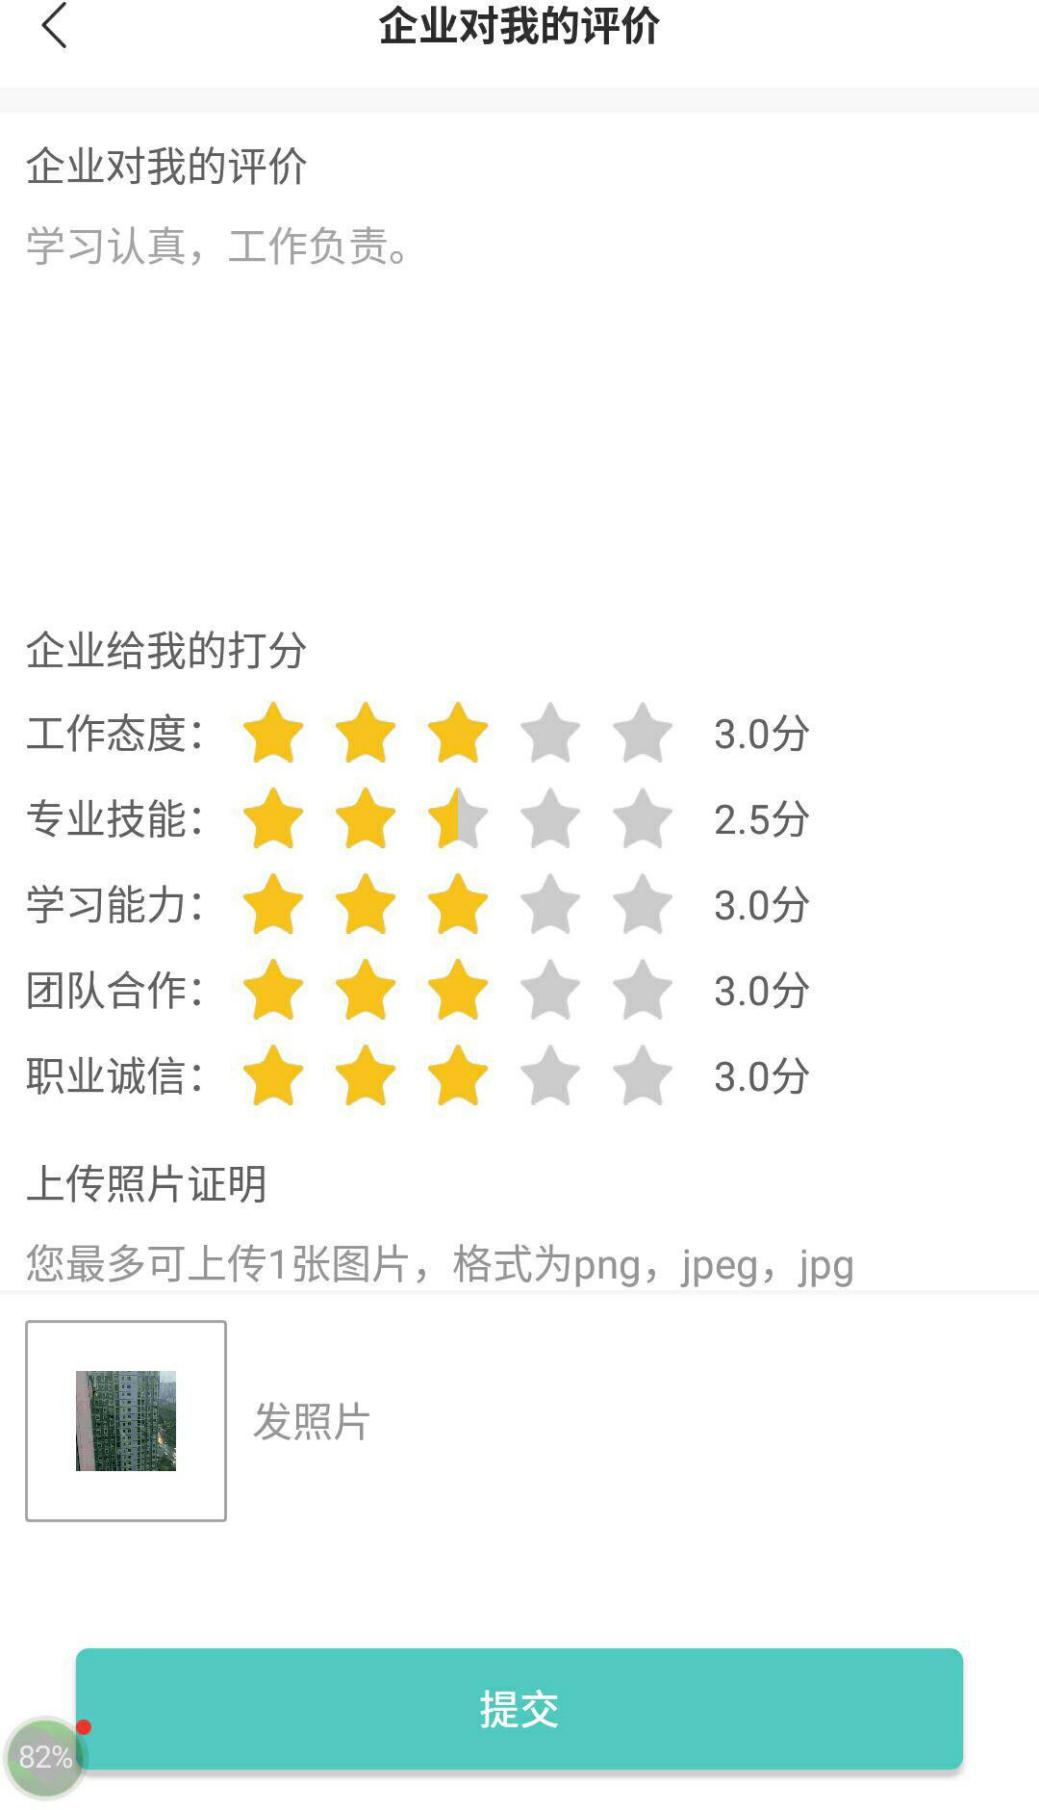 企业对我的评价
企业对我的评价
学习认真，工作负责。
企业给我的打分
工作态度： 3.0分
专业技能： 2.5分
学习能力： 3.0分
团队合作： 3.0分
职业诚信： 3.0分
上传照片证明
您最多可上传1张图片，格式为png，jpeg，jpg
发照片
提交
82%